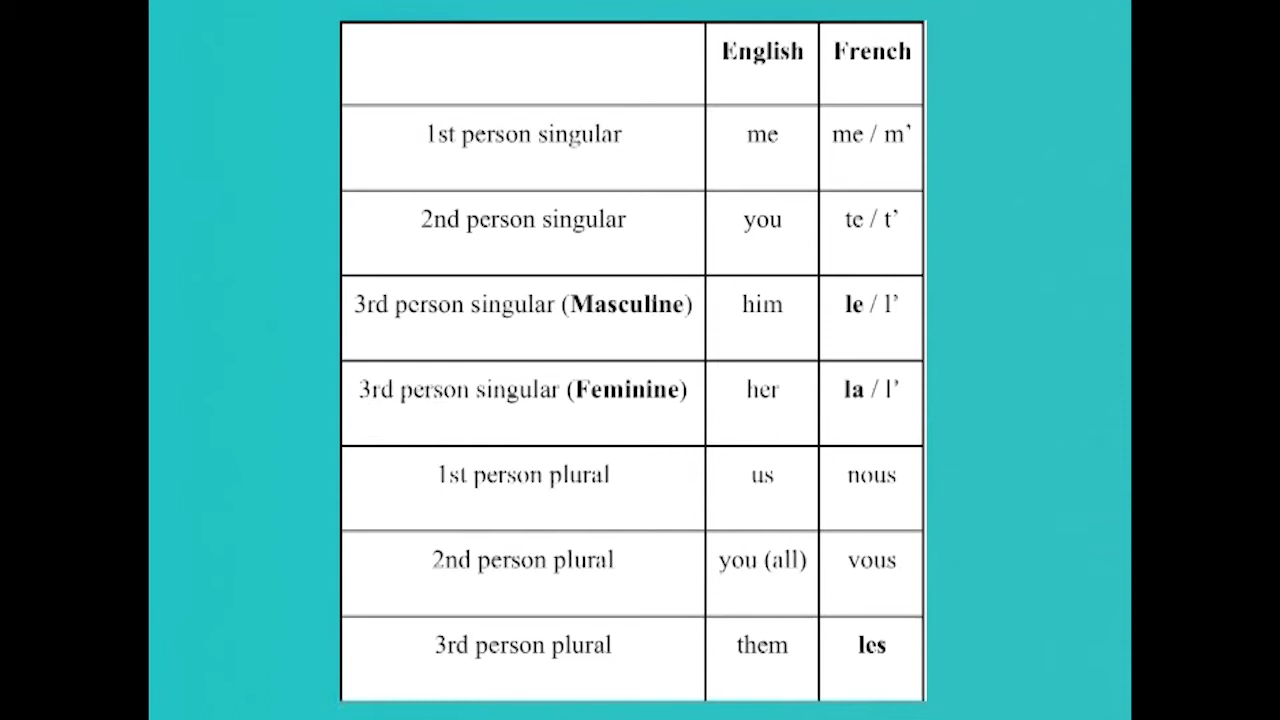 English French
1st person singular me me / m’
2nd person singular you te / t’
3rd person singular (Masculine) him le / l’
3rd person singular (Feminine) her la / l’
1st person plural us nous
2nd person plural you (all) vous
3rd person plural them les